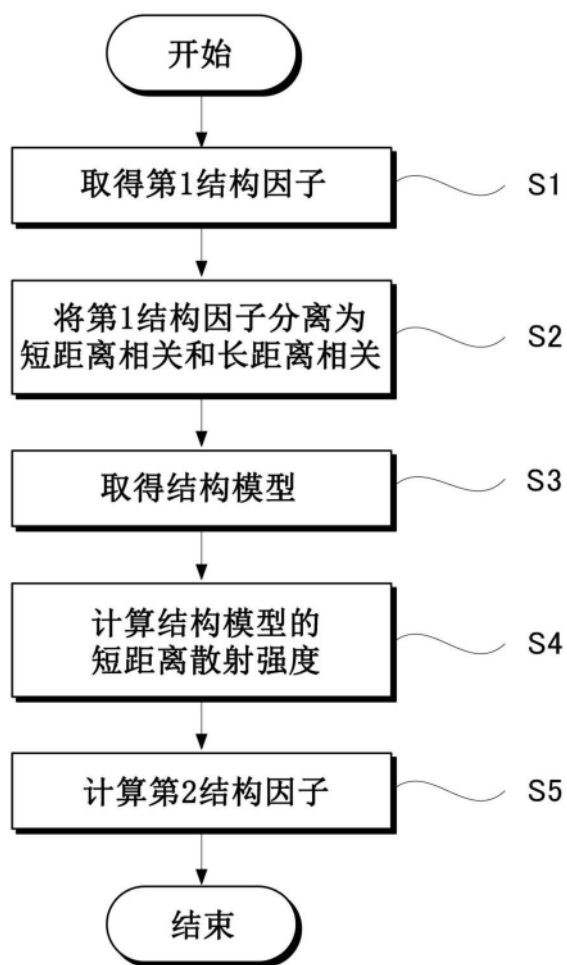 开始
取得第1结构因子
S1
将第1结构因子分离为
短距离相关和长距离相关
S2
取得结构模型
S3
计算结构模型的
短距离散射强度
S4
计算第2结构因子
S5
结束